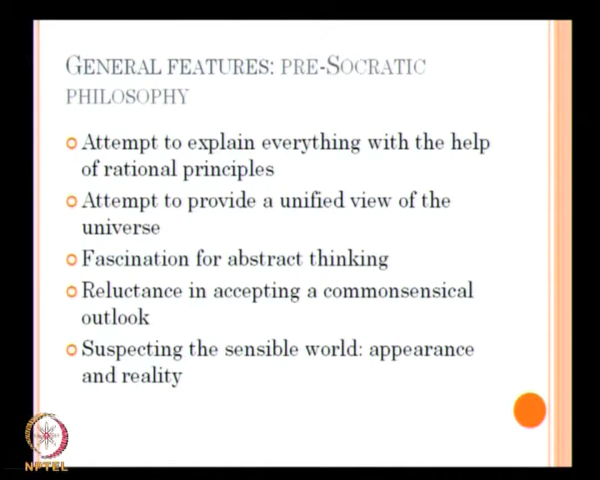 GENERAL FEATURES: PRE-SOCRATIC
PHILOSOPHY
Attempt to explain everything with the help
of rational principles
Attempt to provide a unified view of the
universe
Fascination for abstract thinking
Reluctance in accepting a commonsensical
outlook
Suspecting the sensible world: appearance
and reality
NPTEL